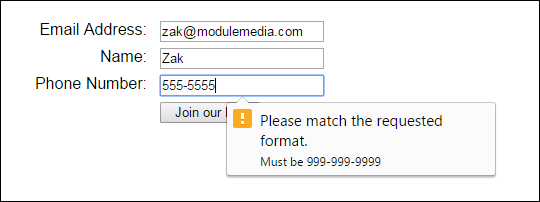 Email Address: zak@modulemedia.com
Name: Zak
Phone Number: 555-5555
Join our
Please match the requested
format.
Must be 999-999-9999